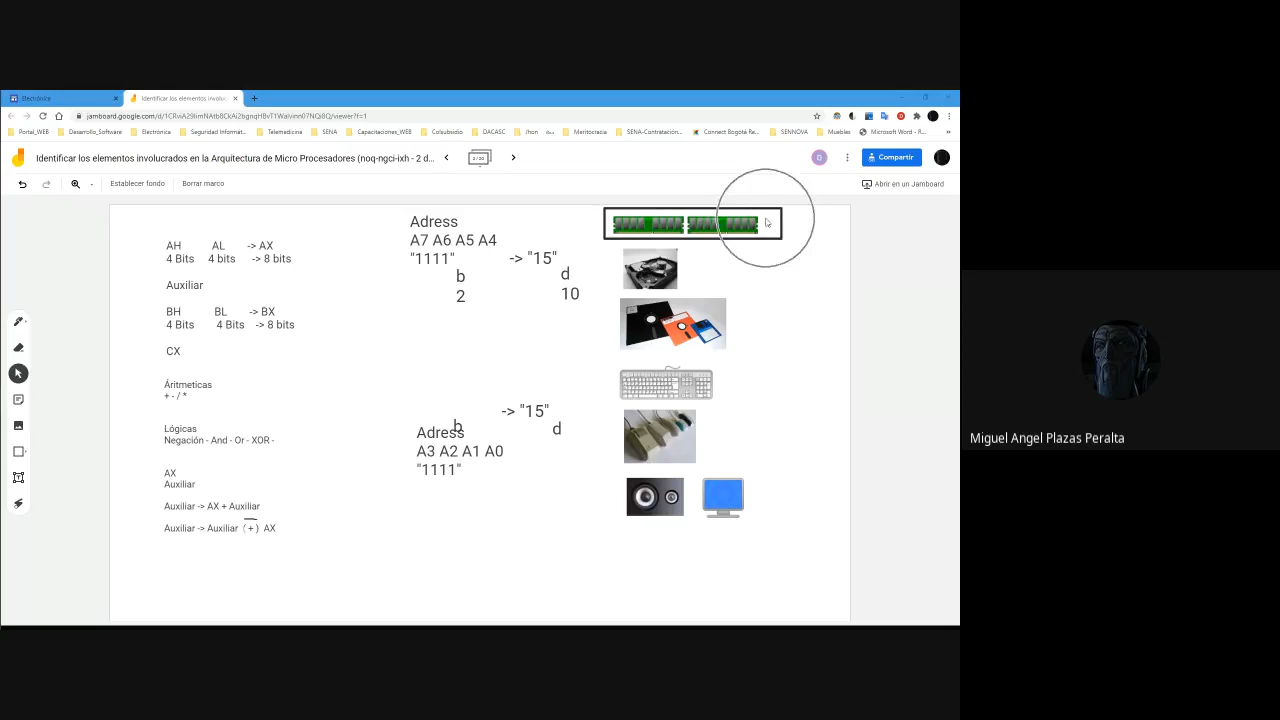 Electrónica
Identificar los elementos involuc
jamboard.google.com/d/1CRviA29IimNAtb8CkAi2bgnqHBvT1WaIvinn07NQi8Q/viewer?f=1
Portal_WEB
Desarrollo_Software
Electrónica
Seguridad Informat...
Telemedicina
SENA
Capacitaciones_WEB
Colsubsidio
OACASC
Jhon
Meritocracia
SENA-Contratación...
Connect Bogotá Re...
SENNOVA
Muebles
Microsoft Word - R...
»
Identificar los elementos involucrados en la Arquitectura de Micro Procesadores (noq-ngci-ixh - 2 d...
2 / 20
D
Compartir
Establecer fondo
Borrar marco
Abrir en un Jamboard
AH AL -> AX
4 Bits 4 bits -> 8 bits
Auxiliar
BH BL -> BX
4 Bits 4 Bits -> 8 bits
CX
Áritmeticas
+ - / *
Lógicas
Negación - And - Or - XOR -
AX
Auxiliar
Auxiliar -> AX + Auxiliar
Auxiliar -> Auxiliar (+) AX
Adress
A7 A6 A5 A4
"1111" -> "15"
b d
2 10
-> "15"
b d
Adress
A3 A2 A1 A0
"1111"
Miguel Angel Plazas Peralta